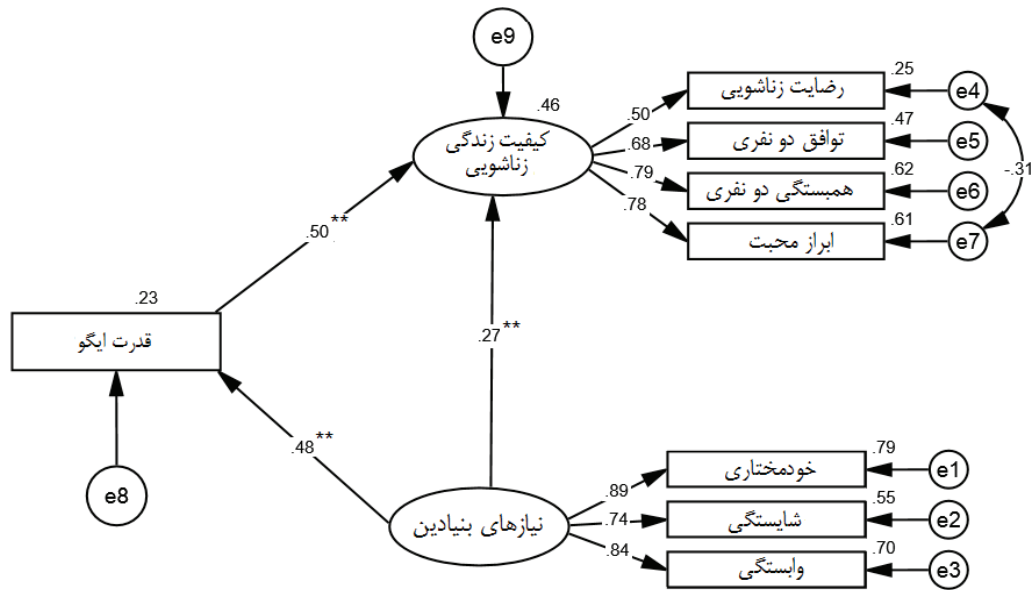 e9
.46
کیفیت زندگی
زناشویی
.50
رضایت زناشویی
.25
e4
.68
توافق دو نفری
.47
e5
.79
همبستگی دو نفری
.62
e6
.78
ابراز محبت
.61
e7
-.31
.50**
.23
قدرت ایگو
.27**
.48**
e8
نیازهای بنیادین
.89
خودمختاری
.79
e1
.74
شایستگی
.55
e2
.84
وابستگی
.70
e3